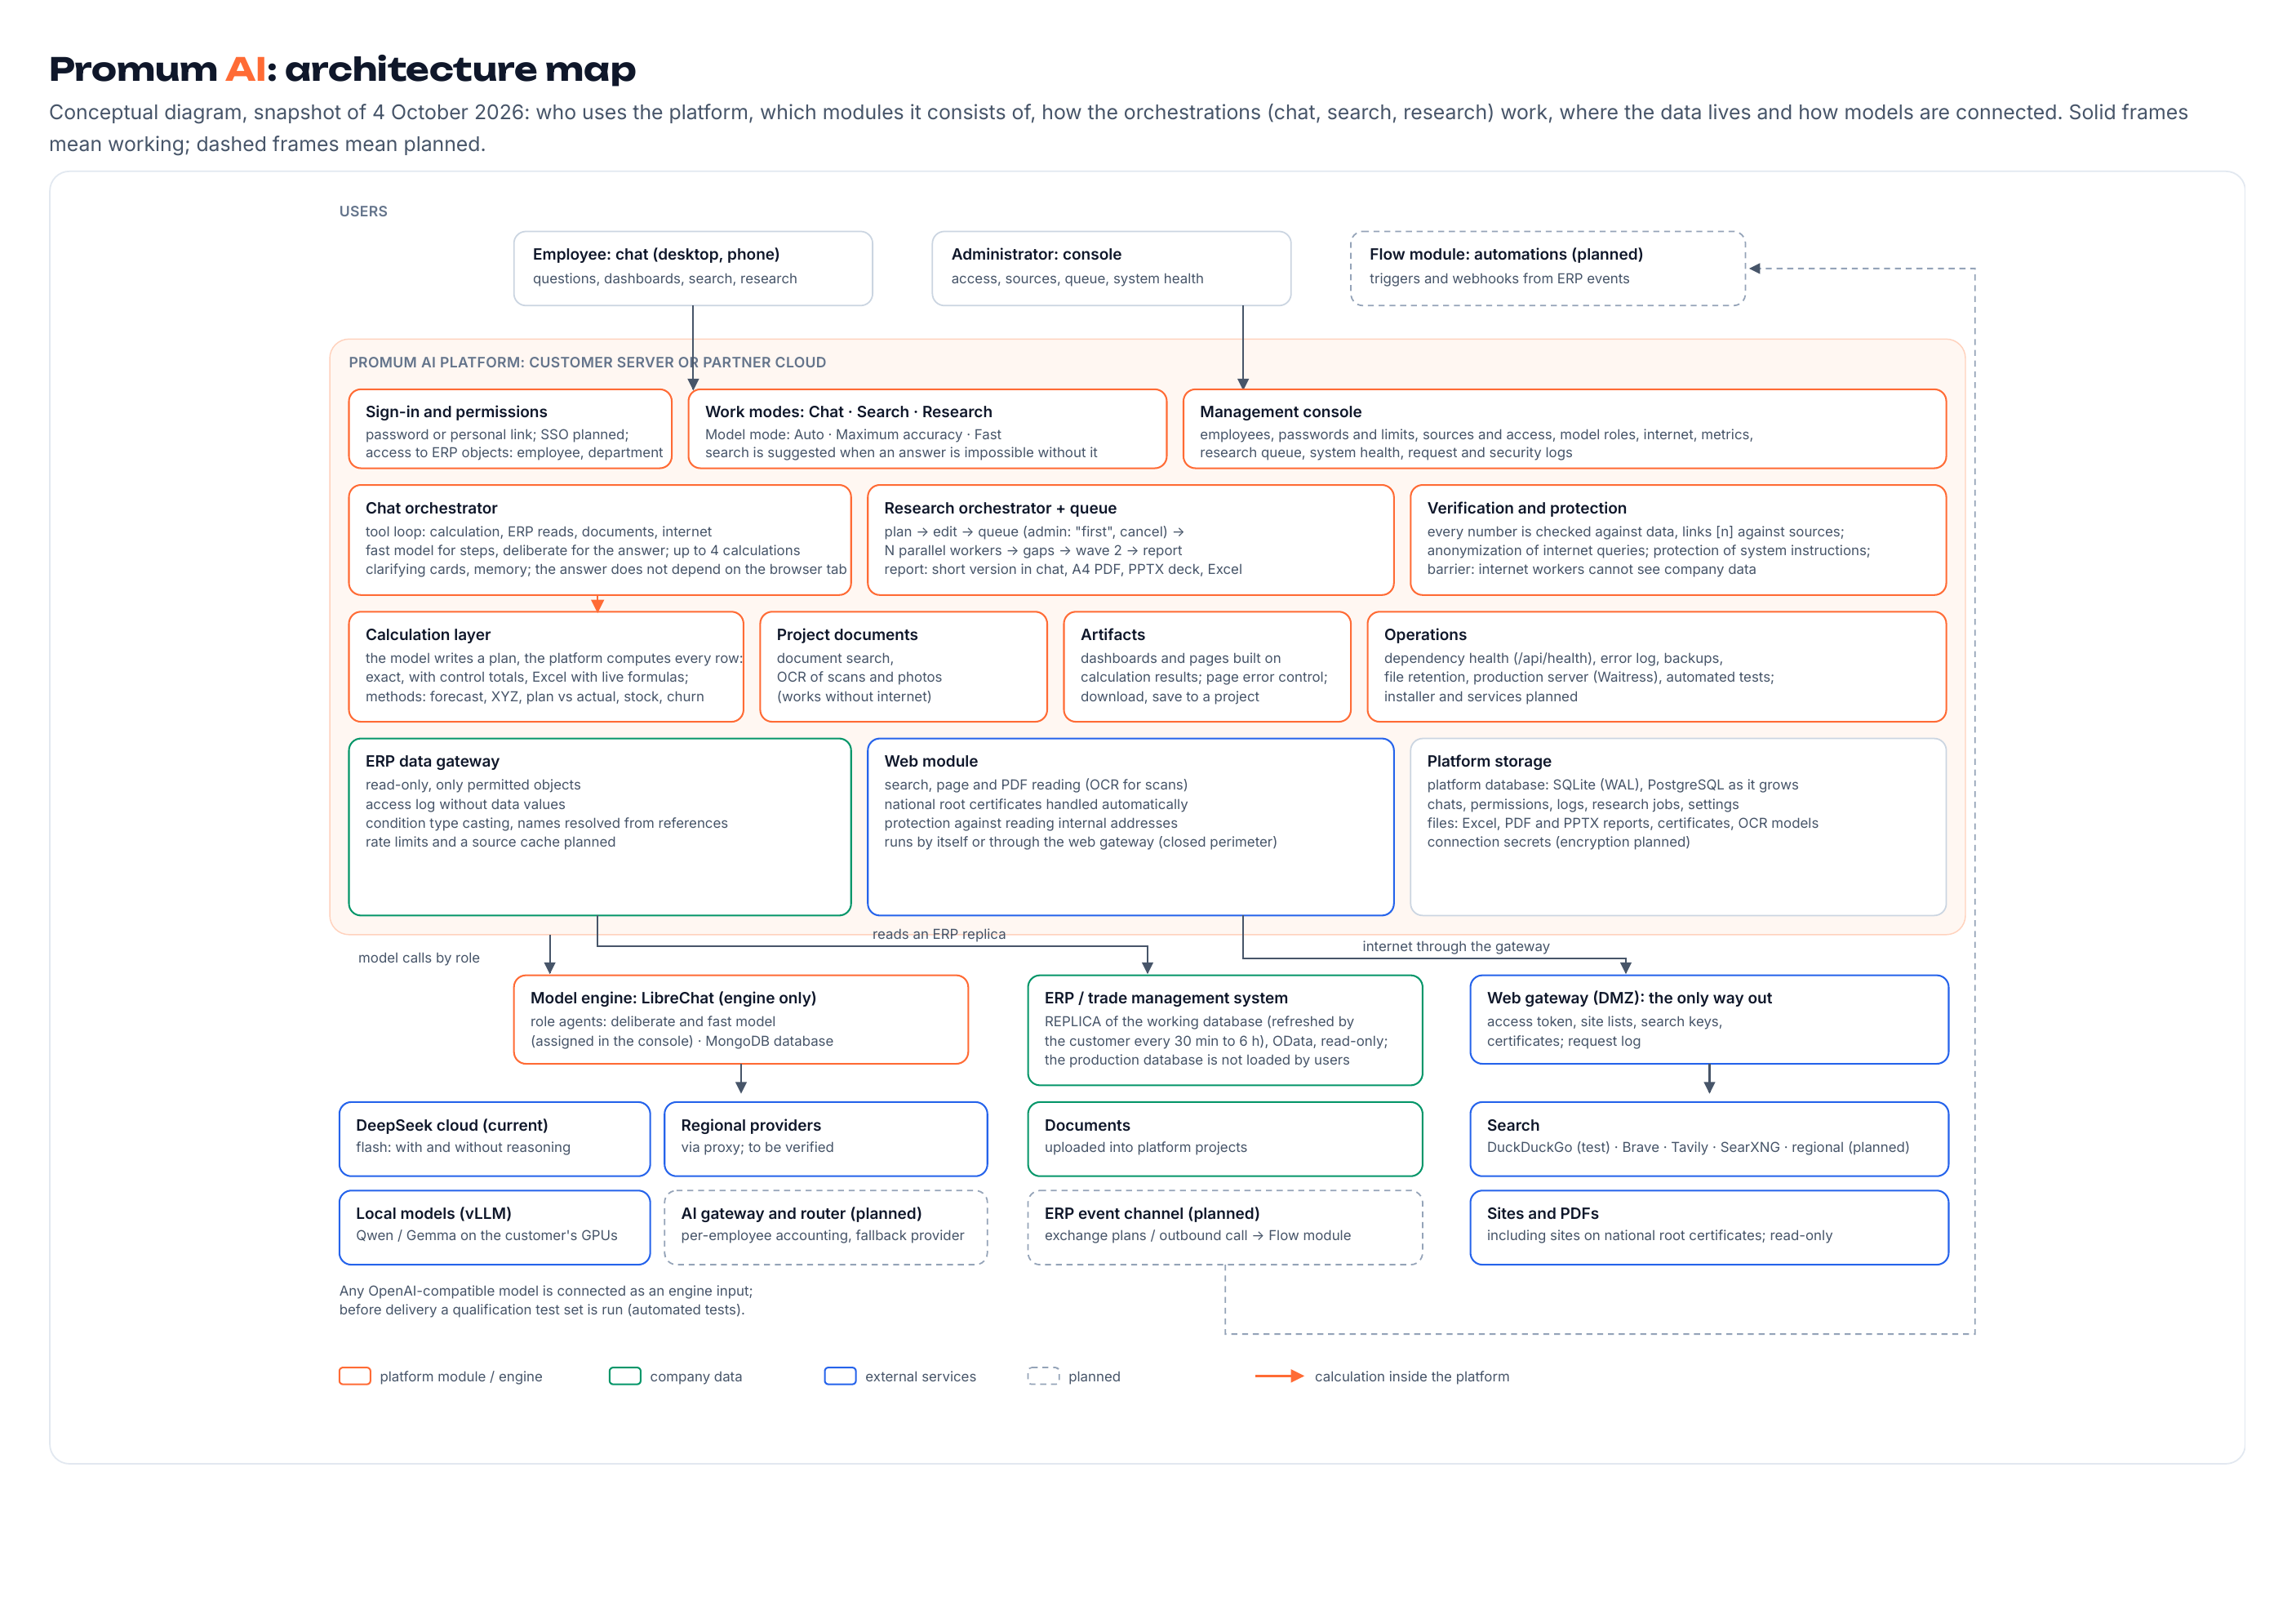 Promum AI: architecture map
Conceptual diagram, snapshot of 4 October 2026: who uses the platform, which modules it consists of, how the orchestrations (chat, search, research) work, where the data lives and how models are connected. Solid frames
mean working; dashed frames mean planned.
USERS
Employee: chat (desktop, phone)
questions, dashboards, search, research
Administrator: console
access, sources, queue, system health
Flow module: automations (planned)
triggers and webhooks from ERP events
PROMUM AI PLATFORM: CUSTOMER SERVER OR PARTNER CLOUD
Sign-in and permissions
password or personal link; SSO planned;
access to ERP objects: employee, department
Work modes: Chat · Search · Research
Model mode: Auto · Maximum accuracy · Fast
search is suggested when an answer is impossible without it
Management console
employees, passwords and limits, sources and access, model roles, internet, metrics,
research queue, system health, request and security logs
Chat orchestrator
tool loop: calculation, ERP reads, documents, internet
fast model for steps, deliberate for the answer; up to 4 calculations
clarifying cards, memory; the answer does not depend on the browser tab
Research orchestrator + queue
plan → edit → queue (admin: "first", cancel) →
N parallel workers → gaps → wave 2 → report
report: short version in chat, A4 PDF, PPTX deck, Excel
Verification and protection
every number is checked against data, links [n] against sources;
anonymization of internet queries; protection of system instructions;
barrier: internet workers cannot see company data
Calculation layer
the model writes a plan, the platform computes every row:
exact, with control totals, Excel with live formulas;
methods: forecast, XYZ, plan vs actual, stock, churn
Project documents
document search,
OCR of scans and photos
(works without internet)
Artifacts
dashboards and pages built on
calculation results; page error control;
download, save to a project
Operations
dependency health (/api/health), error log, backups,
file retention, production server (Waitress), automated tests;
installer and services planned
ERP data gateway
read-only, only permitted objects
access log without data values
condition type casting, names resolved from references
rate limits and a source cache planned
Web module
search, page and PDF reading (OCR for scans)
national root certificates handled automatically
protection against reading internal addresses
runs by itself or through the web gateway (closed perimeter)
Platform storage
platform database: SQLite (WAL), PostgreSQL as it grows
chats, permissions, logs, research jobs, settings
files: Excel, PDF and PPTX reports, certificates, OCR models
connection secrets (encryption planned)
reads an ERP replica
internet through the gateway
model calls by role
Model engine: LibreChat (engine only)
role agents: deliberate and fast model
(assigned in the console) · MongoDB database
ERP / trade management system
REPLICA of the working database (refreshed by
the customer every 30 min to 6 h), OData, read-only;
the production database is not loaded by users
Web gateway (DMZ): the only way out
access token, site lists, search keys,
certificates; request log
DeepSeek cloud (current)
flash: with and without reasoning
Regional providers
via proxy; to be verified
Documents
uploaded into platform projects
Search
DuckDuckGo (test) · Brave · Tavily · SearXNG · regional (planned)
Local models (vLLM)
Qwen / Gemma on the customer's GPUs
AI gateway and router (planned)
per-employee accounting, fallback provider
ERP event channel (planned)
exchange plans / outbound call → Flow module
Sites and PDFs
including sites on national root certificates; read-only
Any OpenAI-compatible model is connected as an engine input;
before delivery a qualification test set is run (automated tests).
platform module / engine
company data
external services
planned
calculation inside the platform